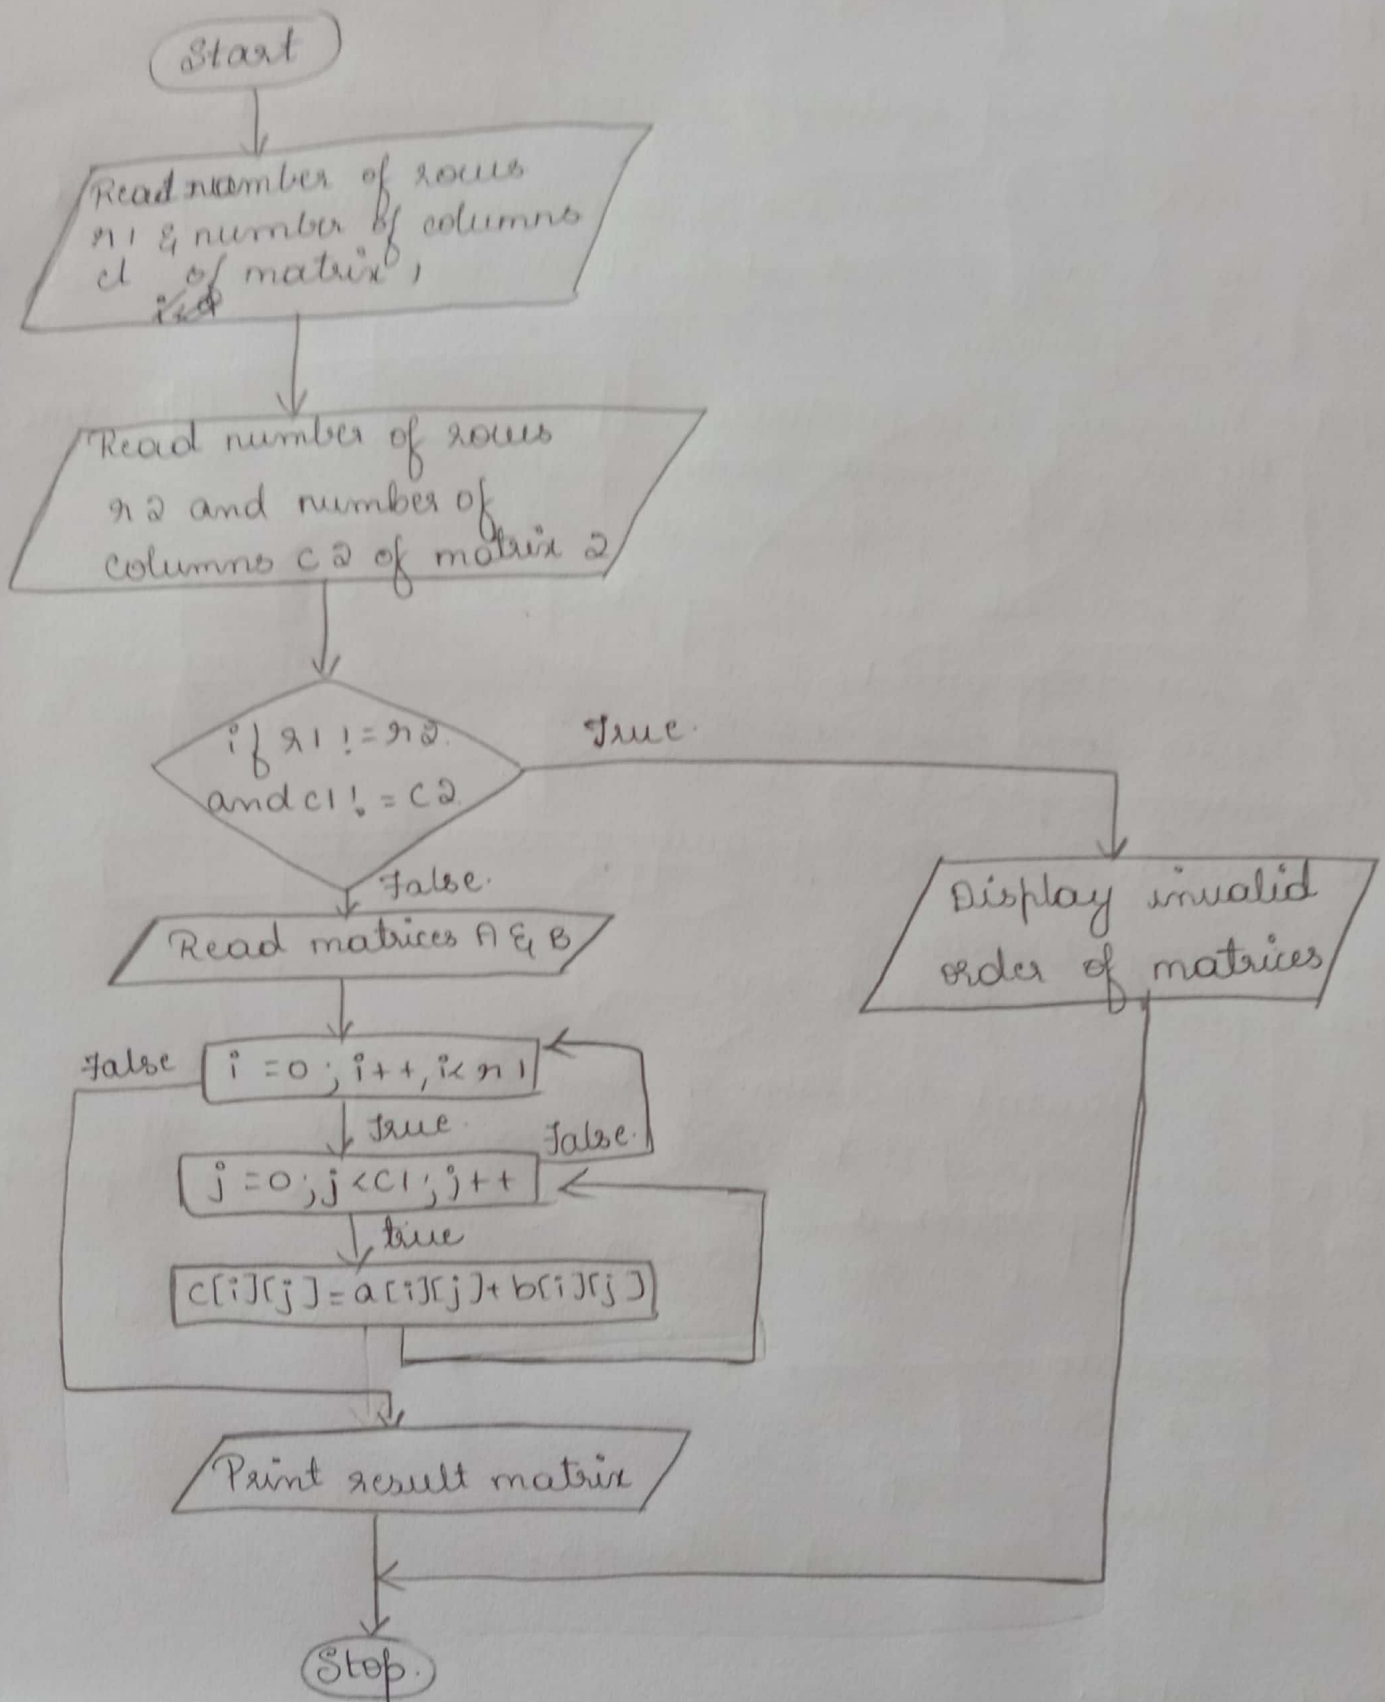 Start
Read number of rows
r1 & number of columns
c1 of matrix 1
Read number of rows
r2 and number of
columns c2 of matrix 2
if r1 != r2
and c1 != c2
True.
False.
Read matrices A & B
Display invalid
order of matrices
False
i = 0 ; i++, i < r1
True.
False.
j = 0 ; j < c1 ; j++
true
c[i][j] = a[i][j] + b[i][j]
Print result matrix
Stop.